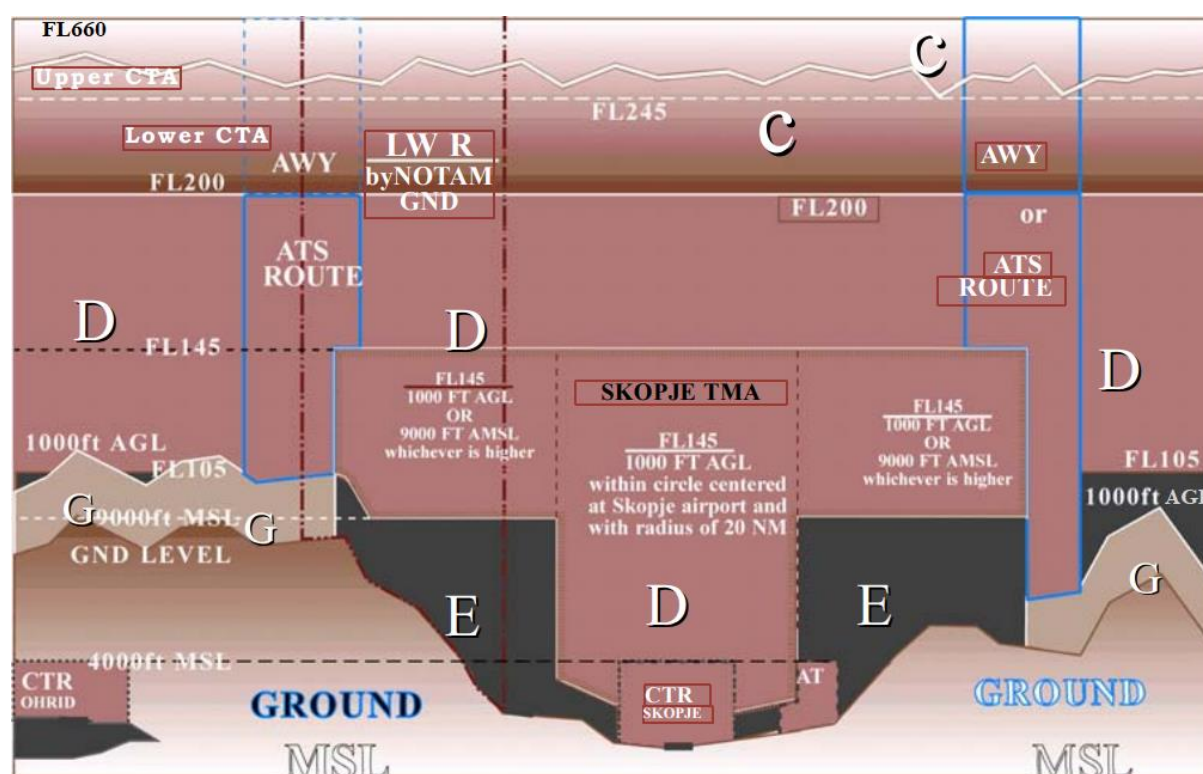 FL660
C
Upper CTA
FL245
Lower CTA
C
LW R
byNOTAM
GND
AWY
AWY
FL200
FL200
or
ATS
ROUTE
ATS
ROUTE
D
D
D
FL145
FL145
1000 FT AGL
OR
9000 FT AMSL
whichever is higher
SKOPJE TMA
FL145
1000 FT AGL
within circle centered
at Skopje airport and
with radius of 20 NM
FL145
1000 FT AGL
OR
9000 FT AMSL
whichever is higher
1000ft AGL
FL105
FL105
1000ft AGL
G
9000ft MSL
G
GND LEVEL
G
E
D
E
4000ft MSL
CTR
OHRID
CTR
SKOPJE
AT
GROUND
GROUND
MSL
MSL